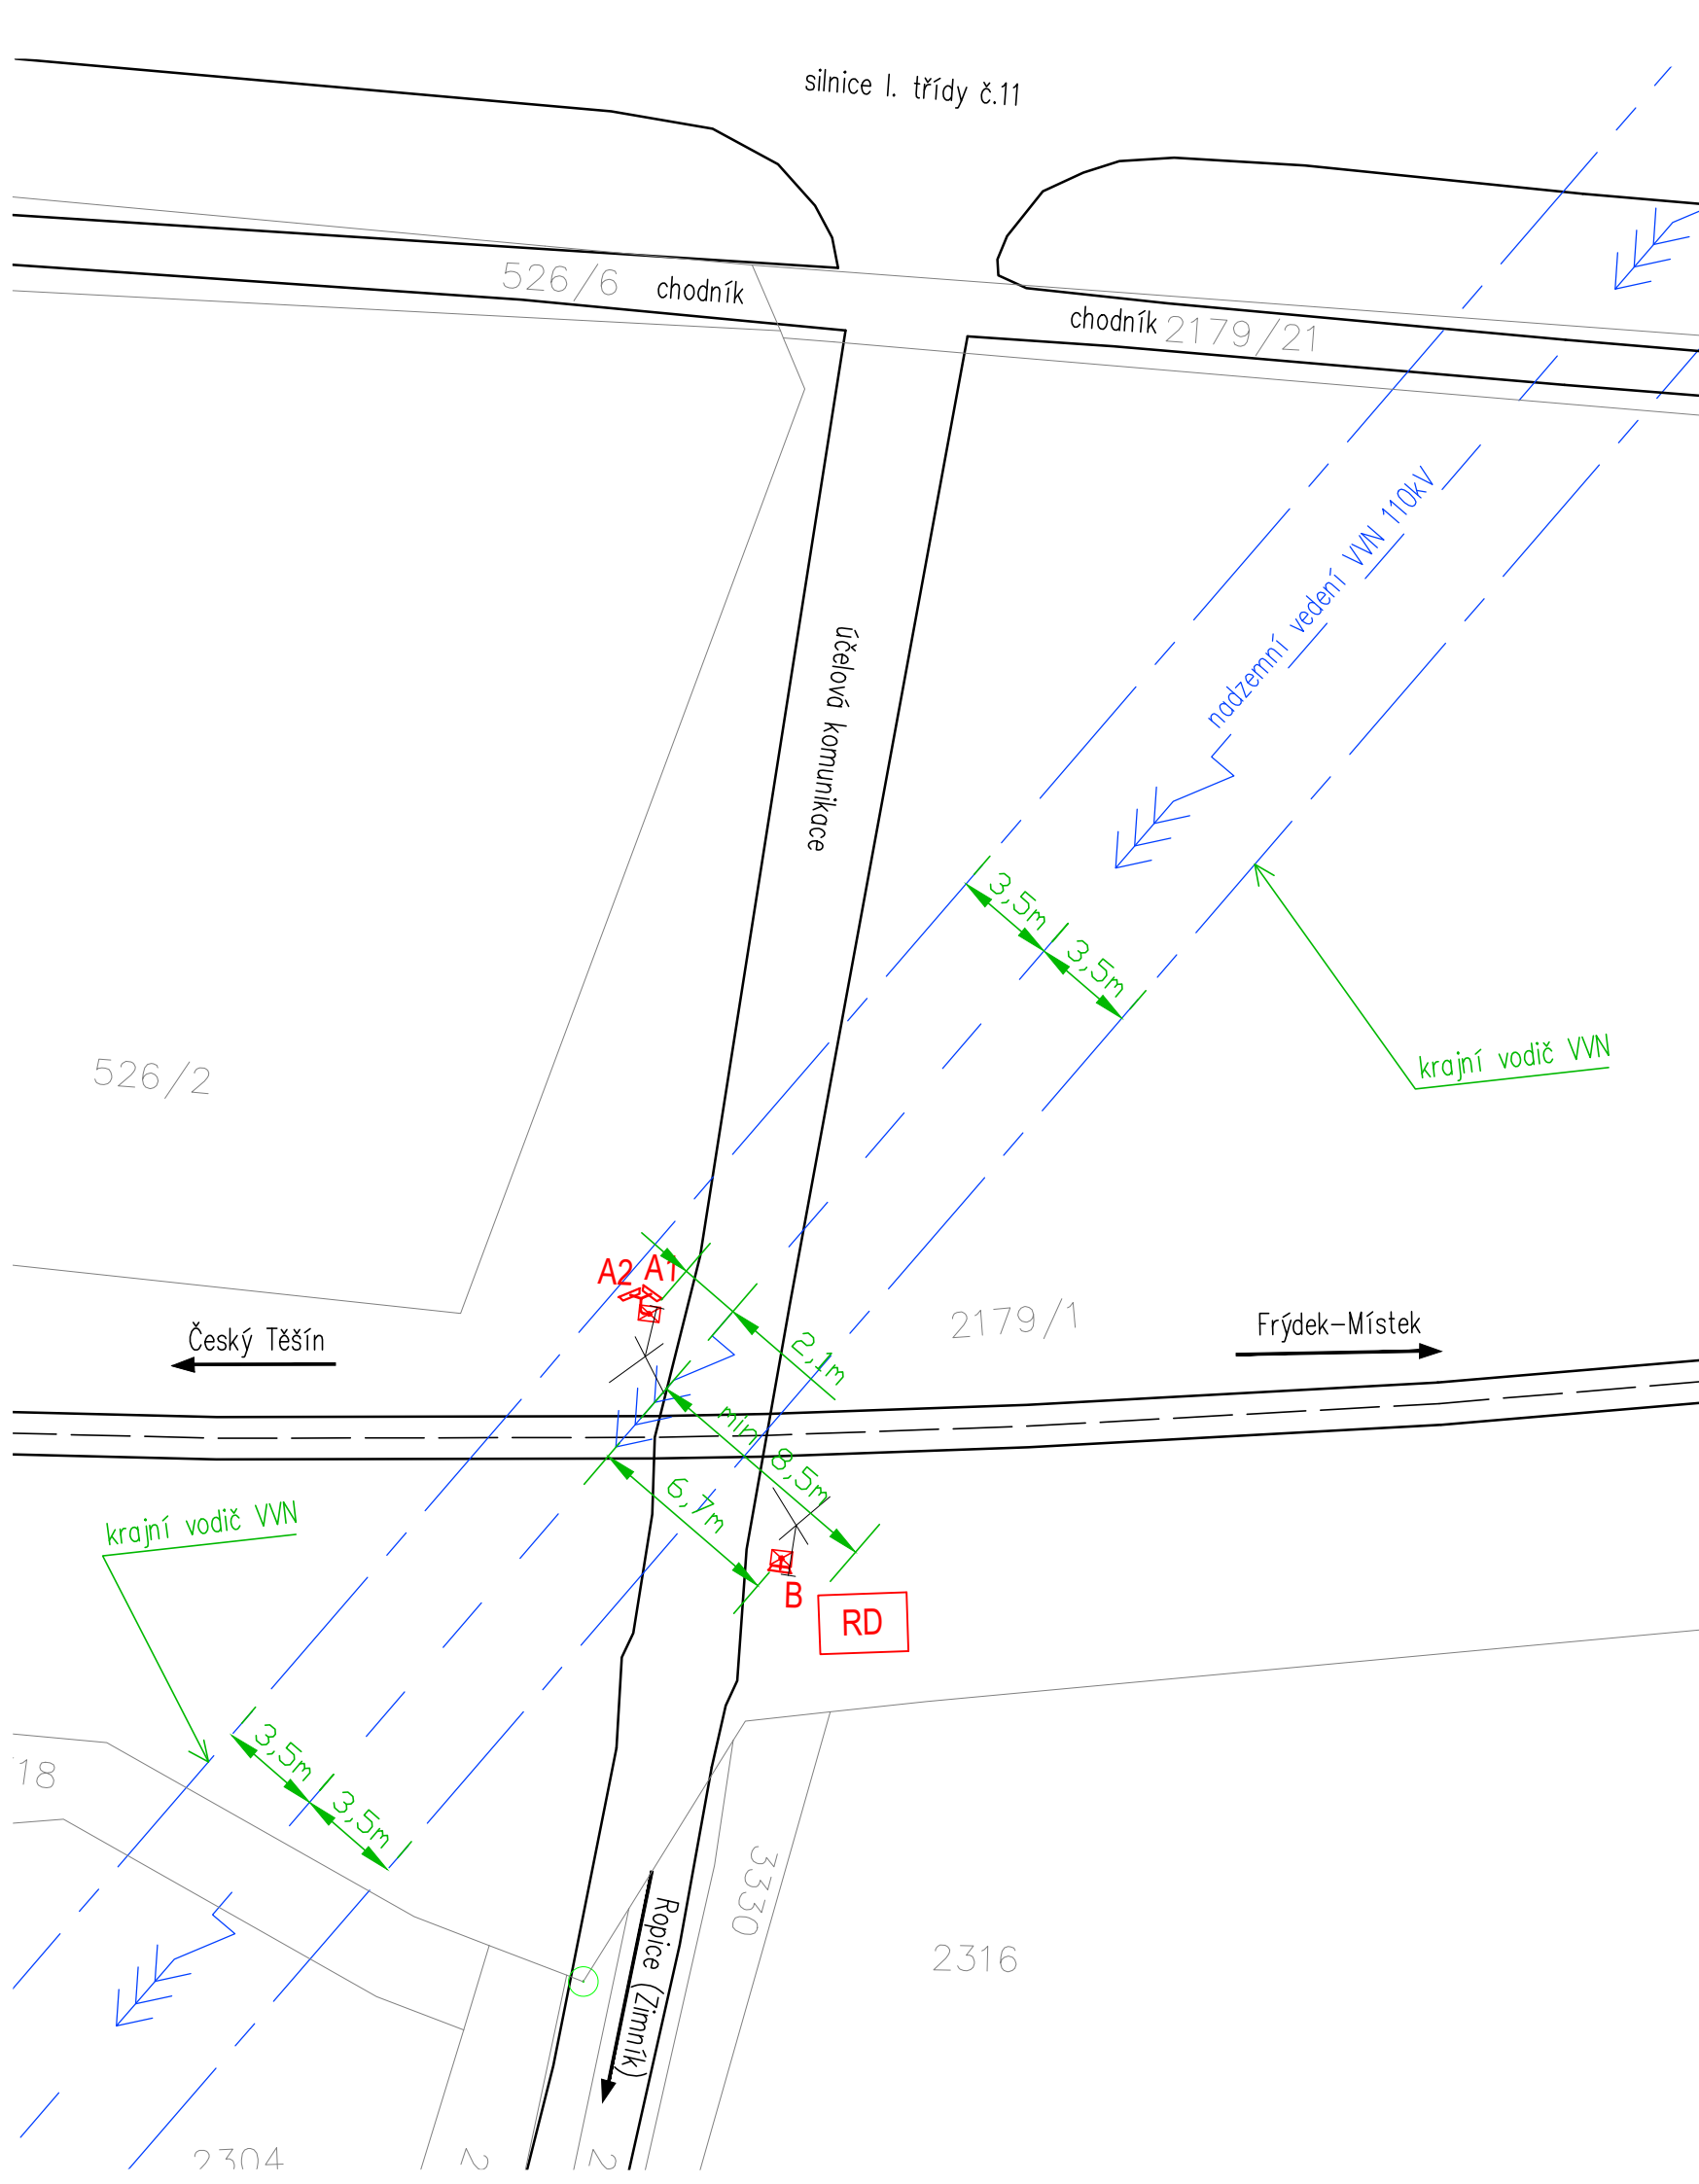 silnice I. třídy č.11
526/6
chodník
chodník
2179/21
nadzemní vedení VVN 110kV
účelová komunikace
3,5m
3,5m
krajní vodič VVN
526/2
A2
A1
2179/1
Český Těšín
Frýdek-Místek
2,1m
min. 8,5m
6,7m
krajní vodič VVN
B
RD
3,5m
3,5m
18
3330
Ropice (Zimník)
2316
2304
2
2